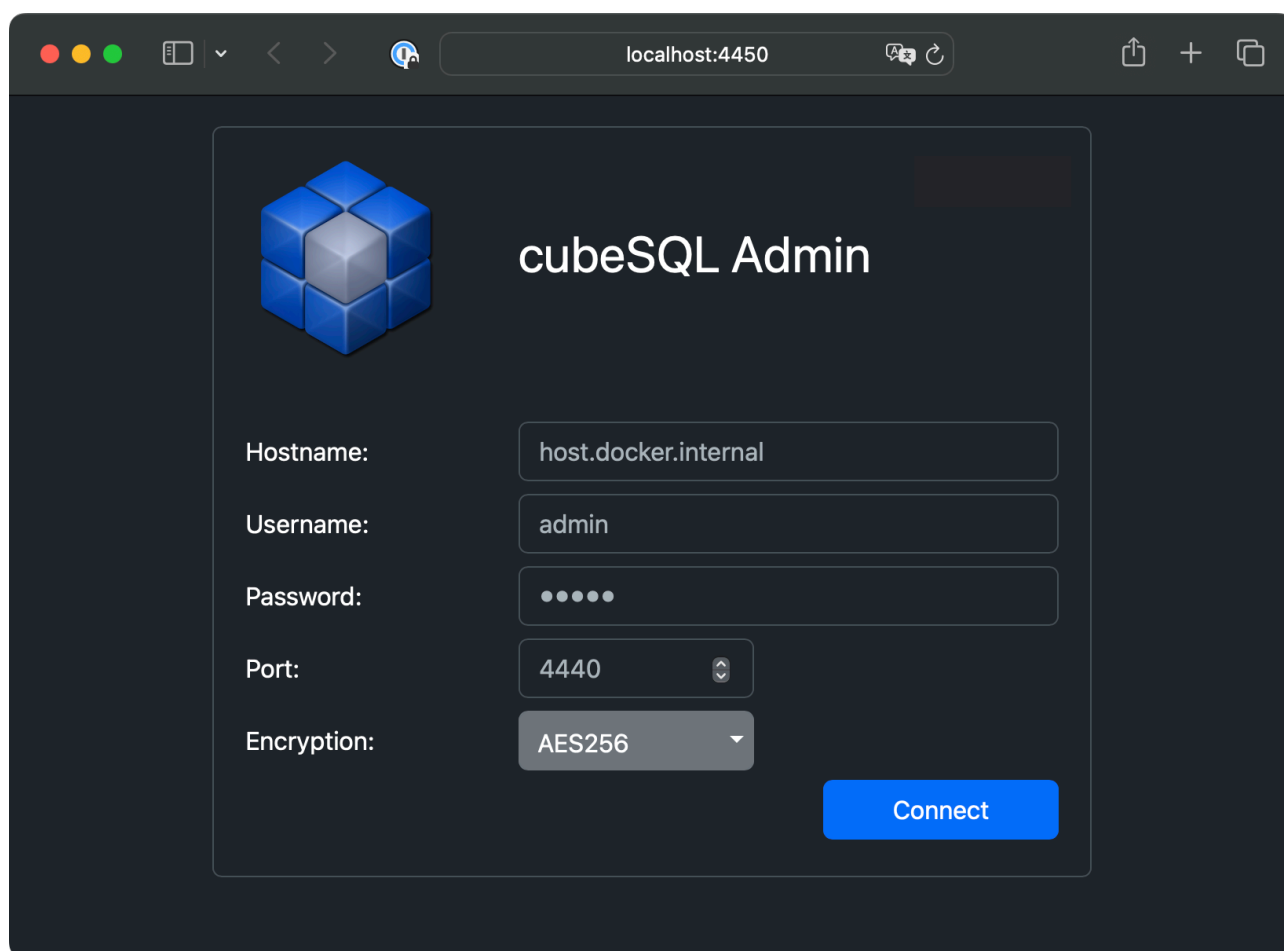 localhost:4450
cubeSQL Admin
Hostname: host.docker.internal
Username: admin
Password: •••••
Port: 4440
Encryption: AES256
Connect